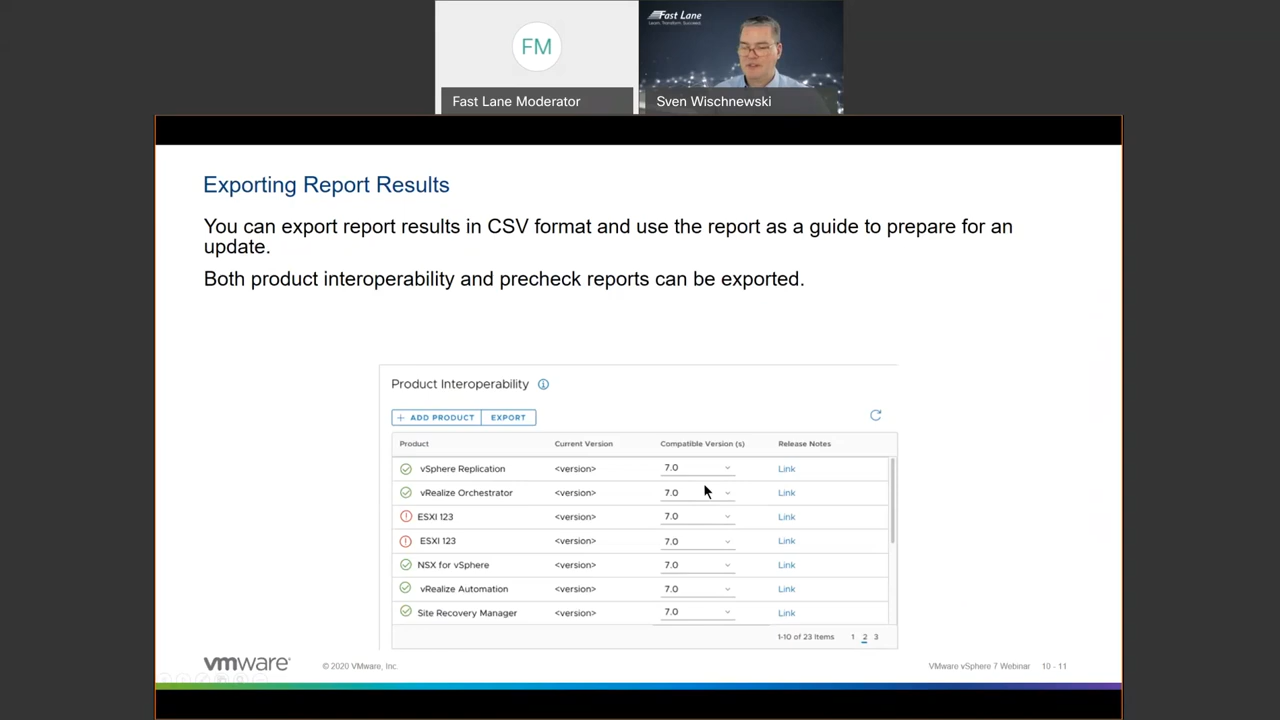 FM
Fast Lane Moderator
Fast Lane
Learn. Transform. Succeed.
Sven Wischnewski
Exporting Report Results
You can export report results in CSV format and use the report as a guide to prepare for an
update.
Both product interoperability and precheck reports can be exported.
Product Interoperability
+ ADD PRODUCT EXPORT
Product Current Version Compatible Version (s) Release Notes
vSphere Replication <version> 7.0 Link
vRealize Orchestrator <version> 7.0 Link
ESXI 123 <version> 7.0 Link
ESXI 123 <version> 7.0 Link
NSX for vSphere <version> 7.0 Link
vRealize Automation <version> 7.0 Link
Site Recovery Manager <version> 7.0 Link
1-10 of 23 Items 1 2 3
vmware® © 2020 VMware, Inc. VMware vSphere 7 Webinar 10 - 11